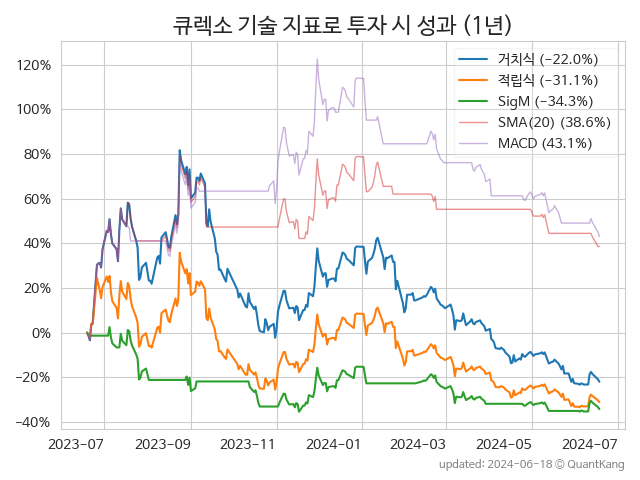 큐렉소 기술 지표로 투자 시 성과 (1년)
거치식 (−22.0%)
적립식 (−31.1%)
SigM (−34.3%)
SMA(20) (38.6%)
MACD (43.1%)
120%
100%
80%
60%
40%
20%
0%
−20%
−40%
2023-07 2023-09 2023-11 2024-01 2024-03 2024-05 2024-07
updated: 2024-06-18 ⓒ QuantKang